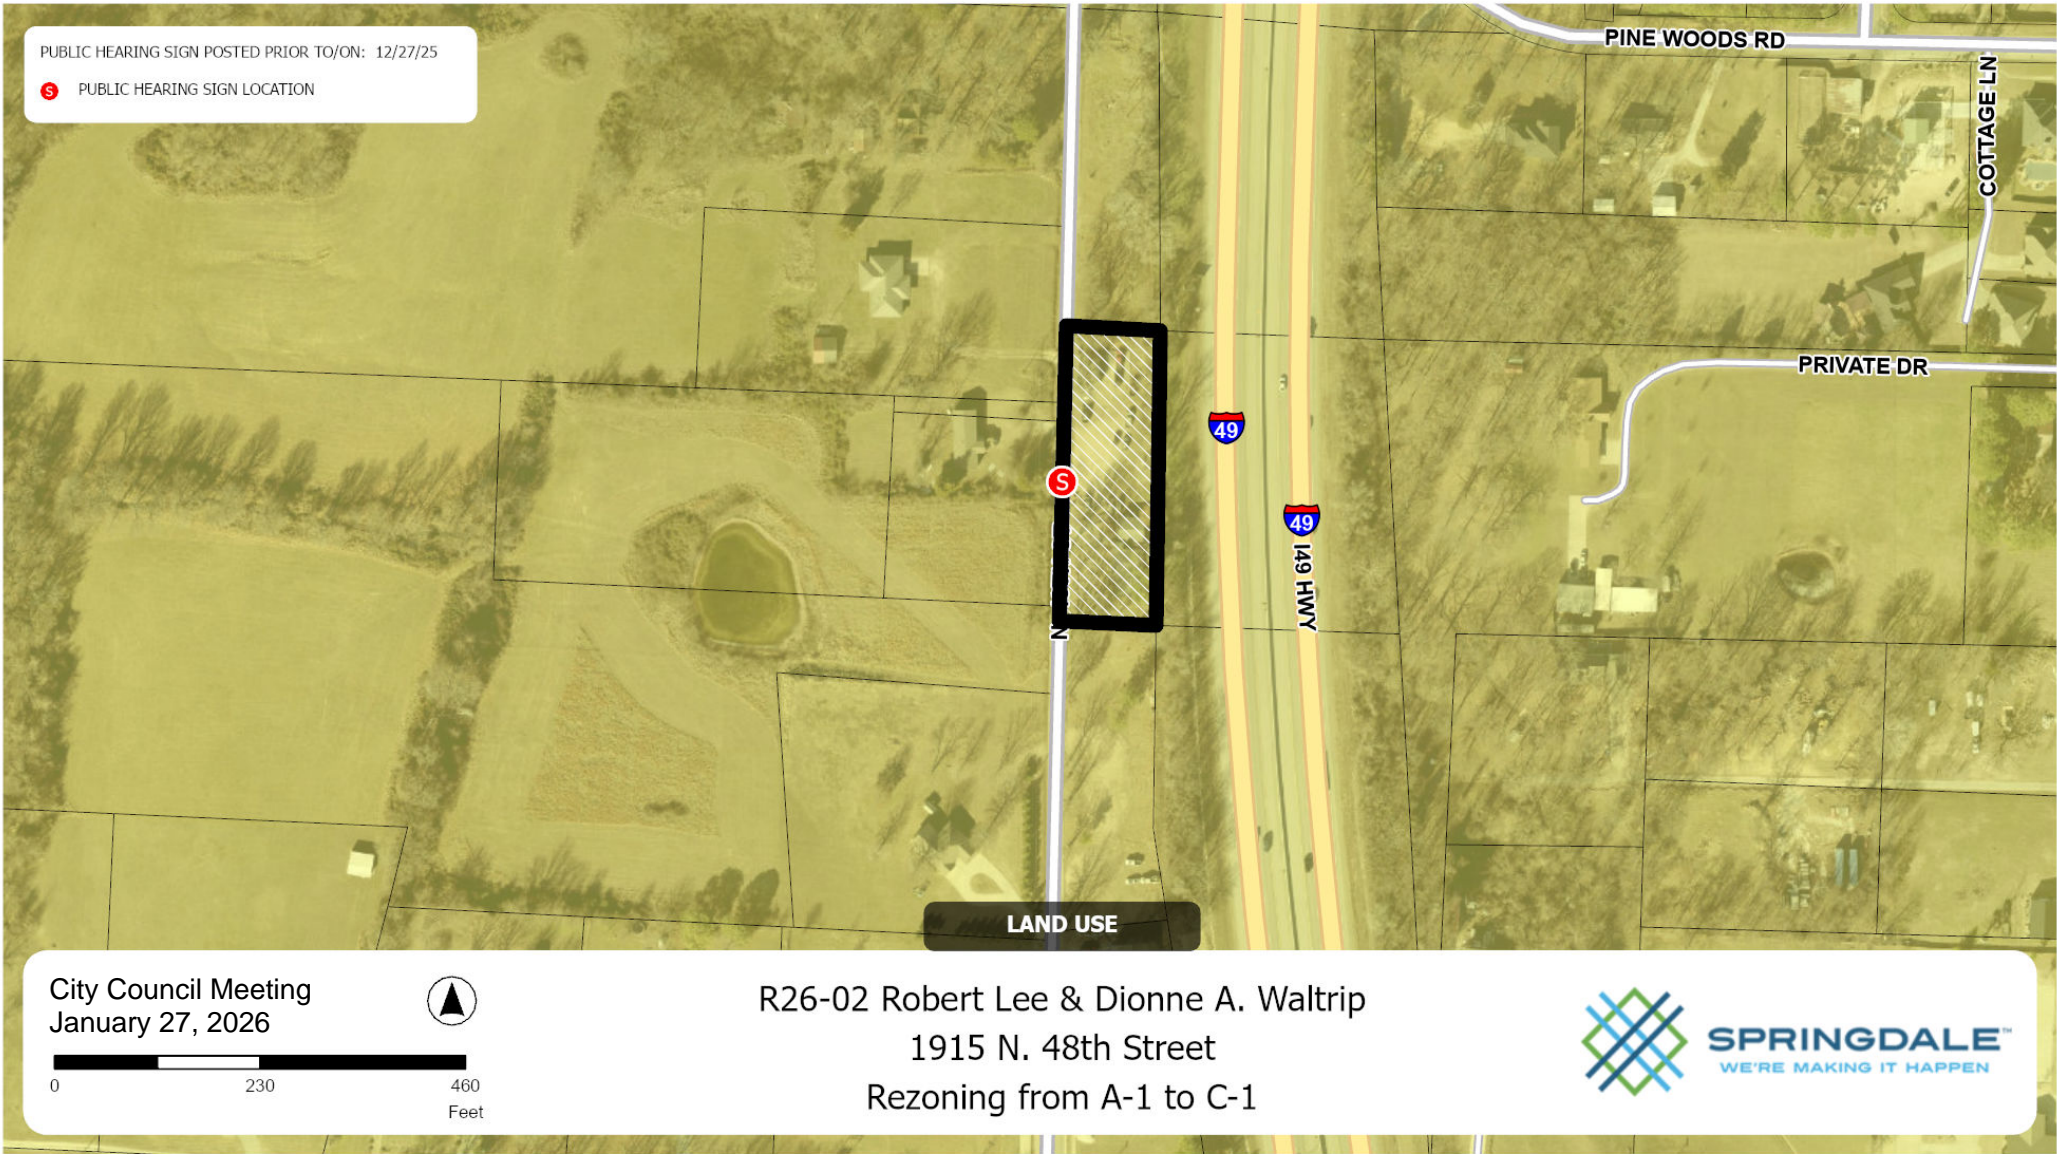 PUBLIC HEARING SIGN POSTED PRIOR TO/ON: 12/27/25
S PUBLIC HEARING SIGN LOCATION
PINE WOODS RD
COTTAGE LN
PRIVATE DR
49
S
49
I49 HWY
N
LAND USE
City Council Meeting
January 27, 2026
0 230 460
Feet
R26-02 Robert Lee & Dionne A. Waltrip
1915 N. 48th Street
Rezoning from A-1 to C-1
SPRINGDALE™
WE'RE MAKING IT HAPPEN